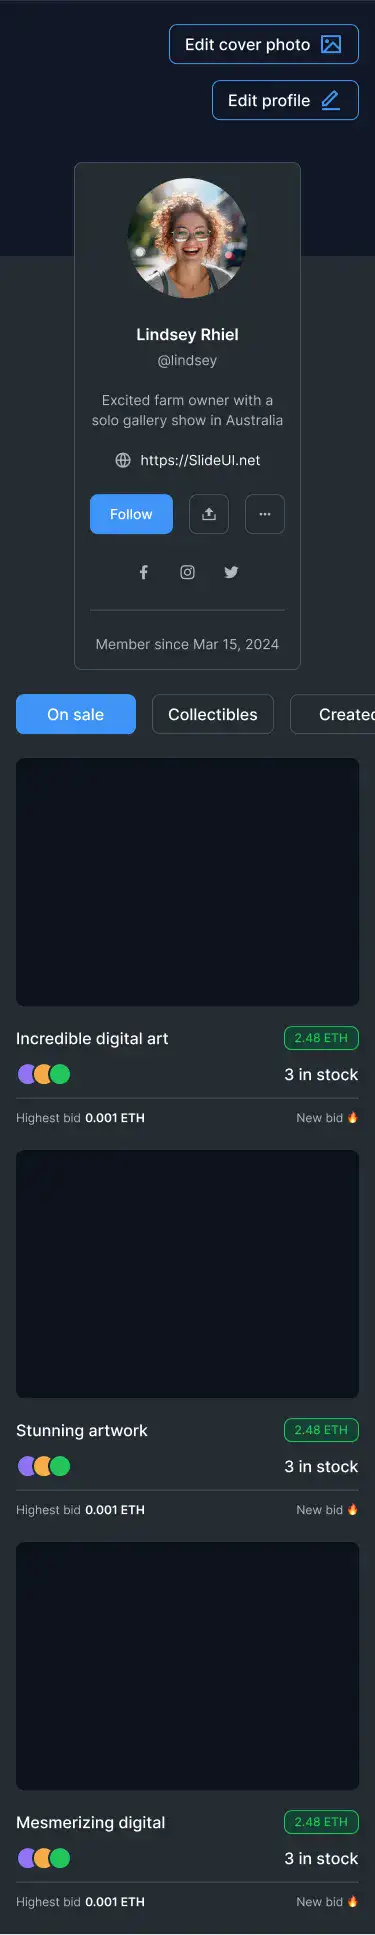 Edit cover photo
Edit profile
Lindsey Rhiel
@lindsey
Excited farm owner with a
solo gallery show in Australia
https://SlideUI.net
Follow
Member since Mar 15, 2024
On sale
Collectibles
Created
Incredible digital art
2.48 ETH
3 in stock
Highest bid 0.001 ETH
New bid 🔥
Stunning artwork
2.48 ETH
3 in stock
Highest bid 0.001 ETH
New bid 🔥
Mesmerizing digital
2.48 ETH
3 in stock
Highest bid 0.001 ETH
New bid 🔥